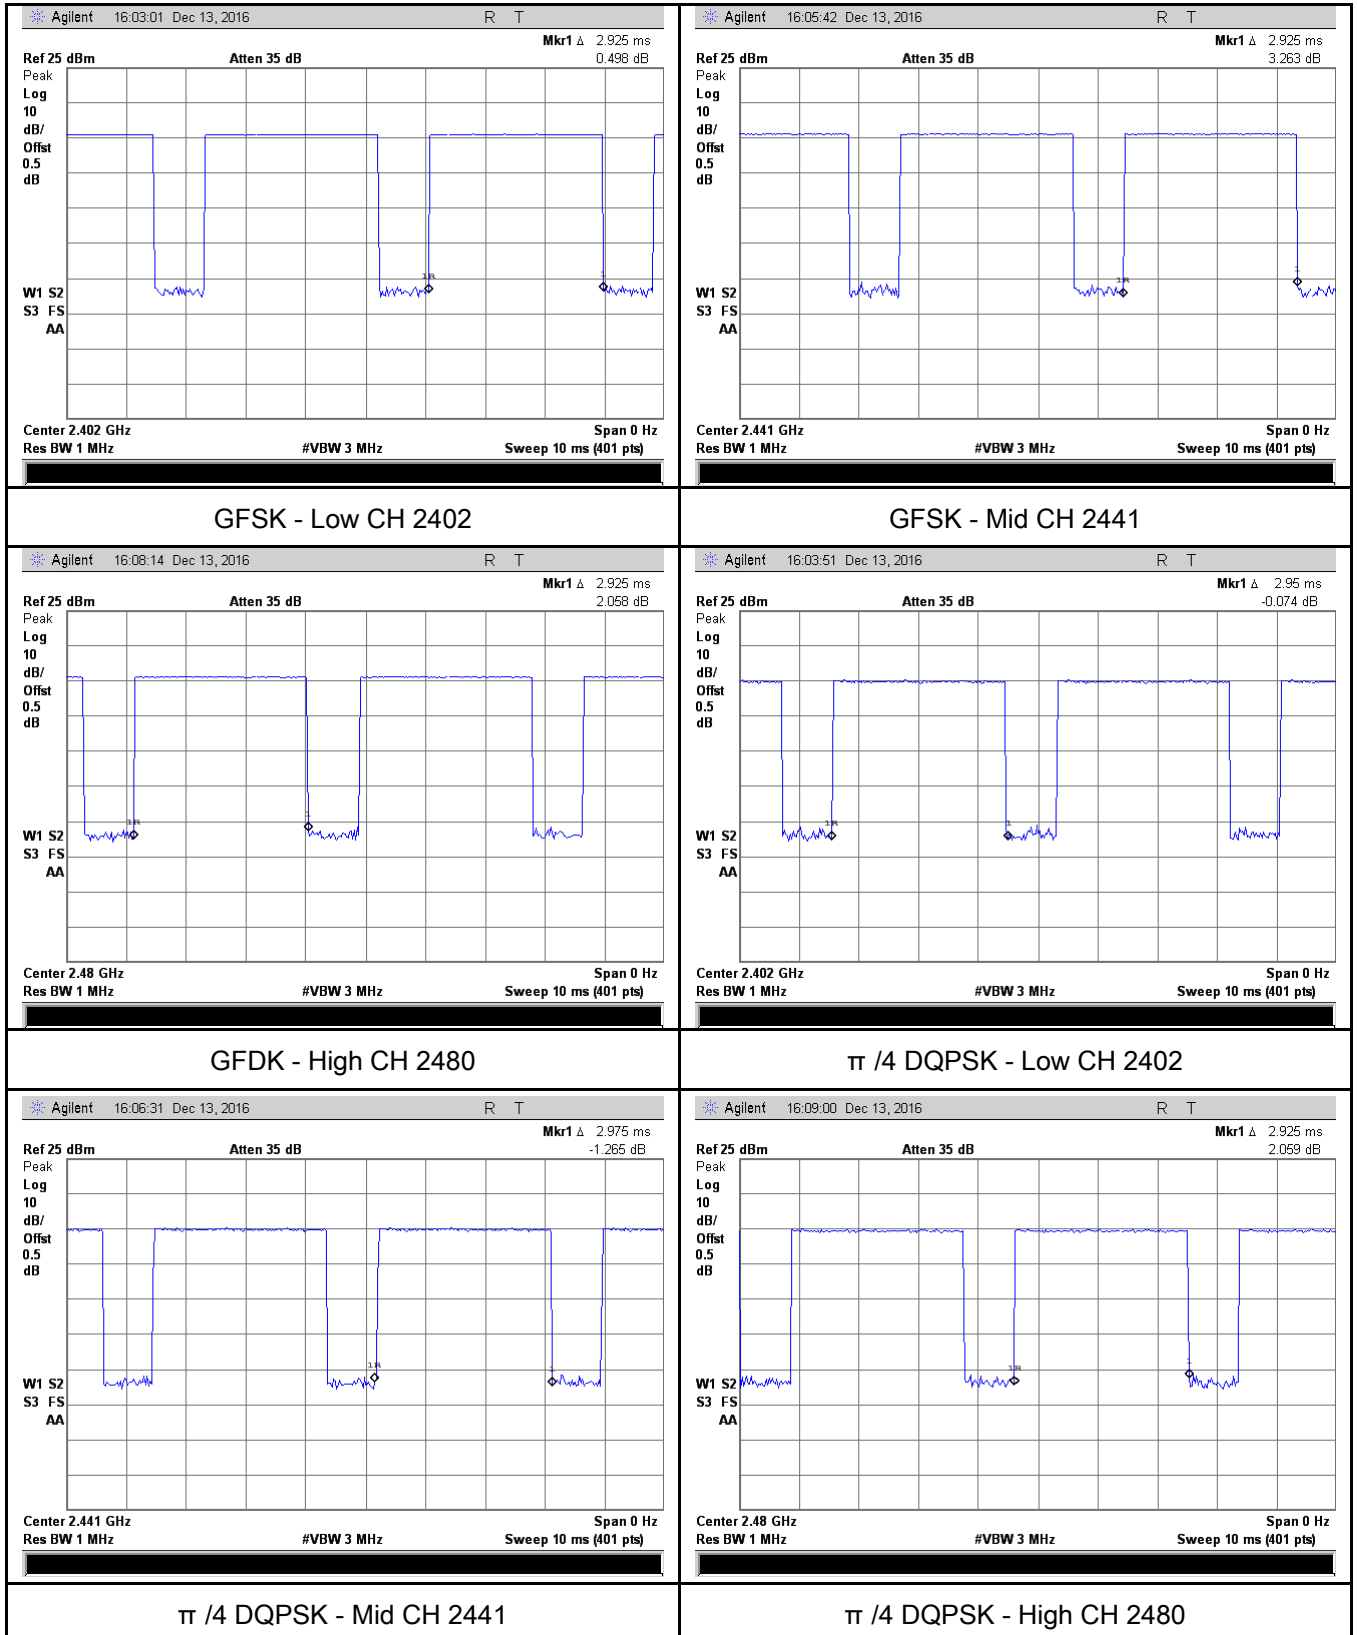 Agilent 16:03:01 Dec 13, 2016 R T
Mkr1 Δ 2.925 ms
Ref 25 dBm Atten 35 dB 0.498 dB
Peak
Log
10
dB/
Offst
0.5
dB
1R
1
W1 S2
S3 FS
AA
Center 2.402 GHz Span 0 Hz
Res BW 1 MHz #VBW 3 MHz Sweep 10 ms (401 pts)
GFSK - Low CH 2402
Agilent 16:05:42 Dec 13, 2016 R T
Mkr1 Δ 2.925 ms
Ref 25 dBm Atten 35 dB 3.263 dB
Peak
Log
10
dB/
Offst
0.5
dB
1R
1
W1 S2
S3 FS
AA
Center 2.441 GHz Span 0 Hz
Res BW 1 MHz #VBW 3 MHz Sweep 10 ms (401 pts)
GFSK - Mid CH 2441
Agilent 16:08:14 Dec 13, 2016 R T
Mkr1 Δ 2.925 ms
Ref 25 dBm Atten 35 dB 2.058 dB
Peak
Log
10
dB/
Offst
0.5
dB
1R
1
W1 S2
S3 FS
AA
Center 2.48 GHz Span 0 Hz
Res BW 1 MHz #VBW 3 MHz Sweep 10 ms (401 pts)
GFDK - High CH 2480
Agilent 16:03:51 Dec 13, 2016 R T
Mkr1 Δ 2.95 ms
Ref 25 dBm Atten 35 dB -0.074 dB
Peak
Log
10
dB/
Offst
0.5
dB
1R
1
W1 S2
S3 FS
AA
Center 2.402 GHz Span 0 Hz
Res BW 1 MHz #VBW 3 MHz Sweep 10 ms (401 pts)
π /4 DQPSK - Low CH 2402
Agilent 16:06:31 Dec 13, 2016 R T
Mkr1 Δ 2.975 ms
Ref 25 dBm Atten 35 dB -1.265 dB
Peak
Log
10
dB/
Offst
0.5
dB
1R
1
W1 S2
S3 FS
AA
Center 2.441 GHz Span 0 Hz
Res BW 1 MHz #VBW 3 MHz Sweep 10 ms (401 pts)
π /4 DQPSK - Mid CH 2441
Agilent 16:09:00 Dec 13, 2016 R T
Mkr1 Δ 2.925 ms
Ref 25 dBm Atten 35 dB 2.059 dB
Peak
Log
10
dB/
Offst
0.5
dB
1R
1
W1 S2
S3 FS
AA
Center 2.48 GHz Span 0 Hz
Res BW 1 MHz #VBW 3 MHz Sweep 10 ms (401 pts)
π /4 DQPSK - High CH 2480